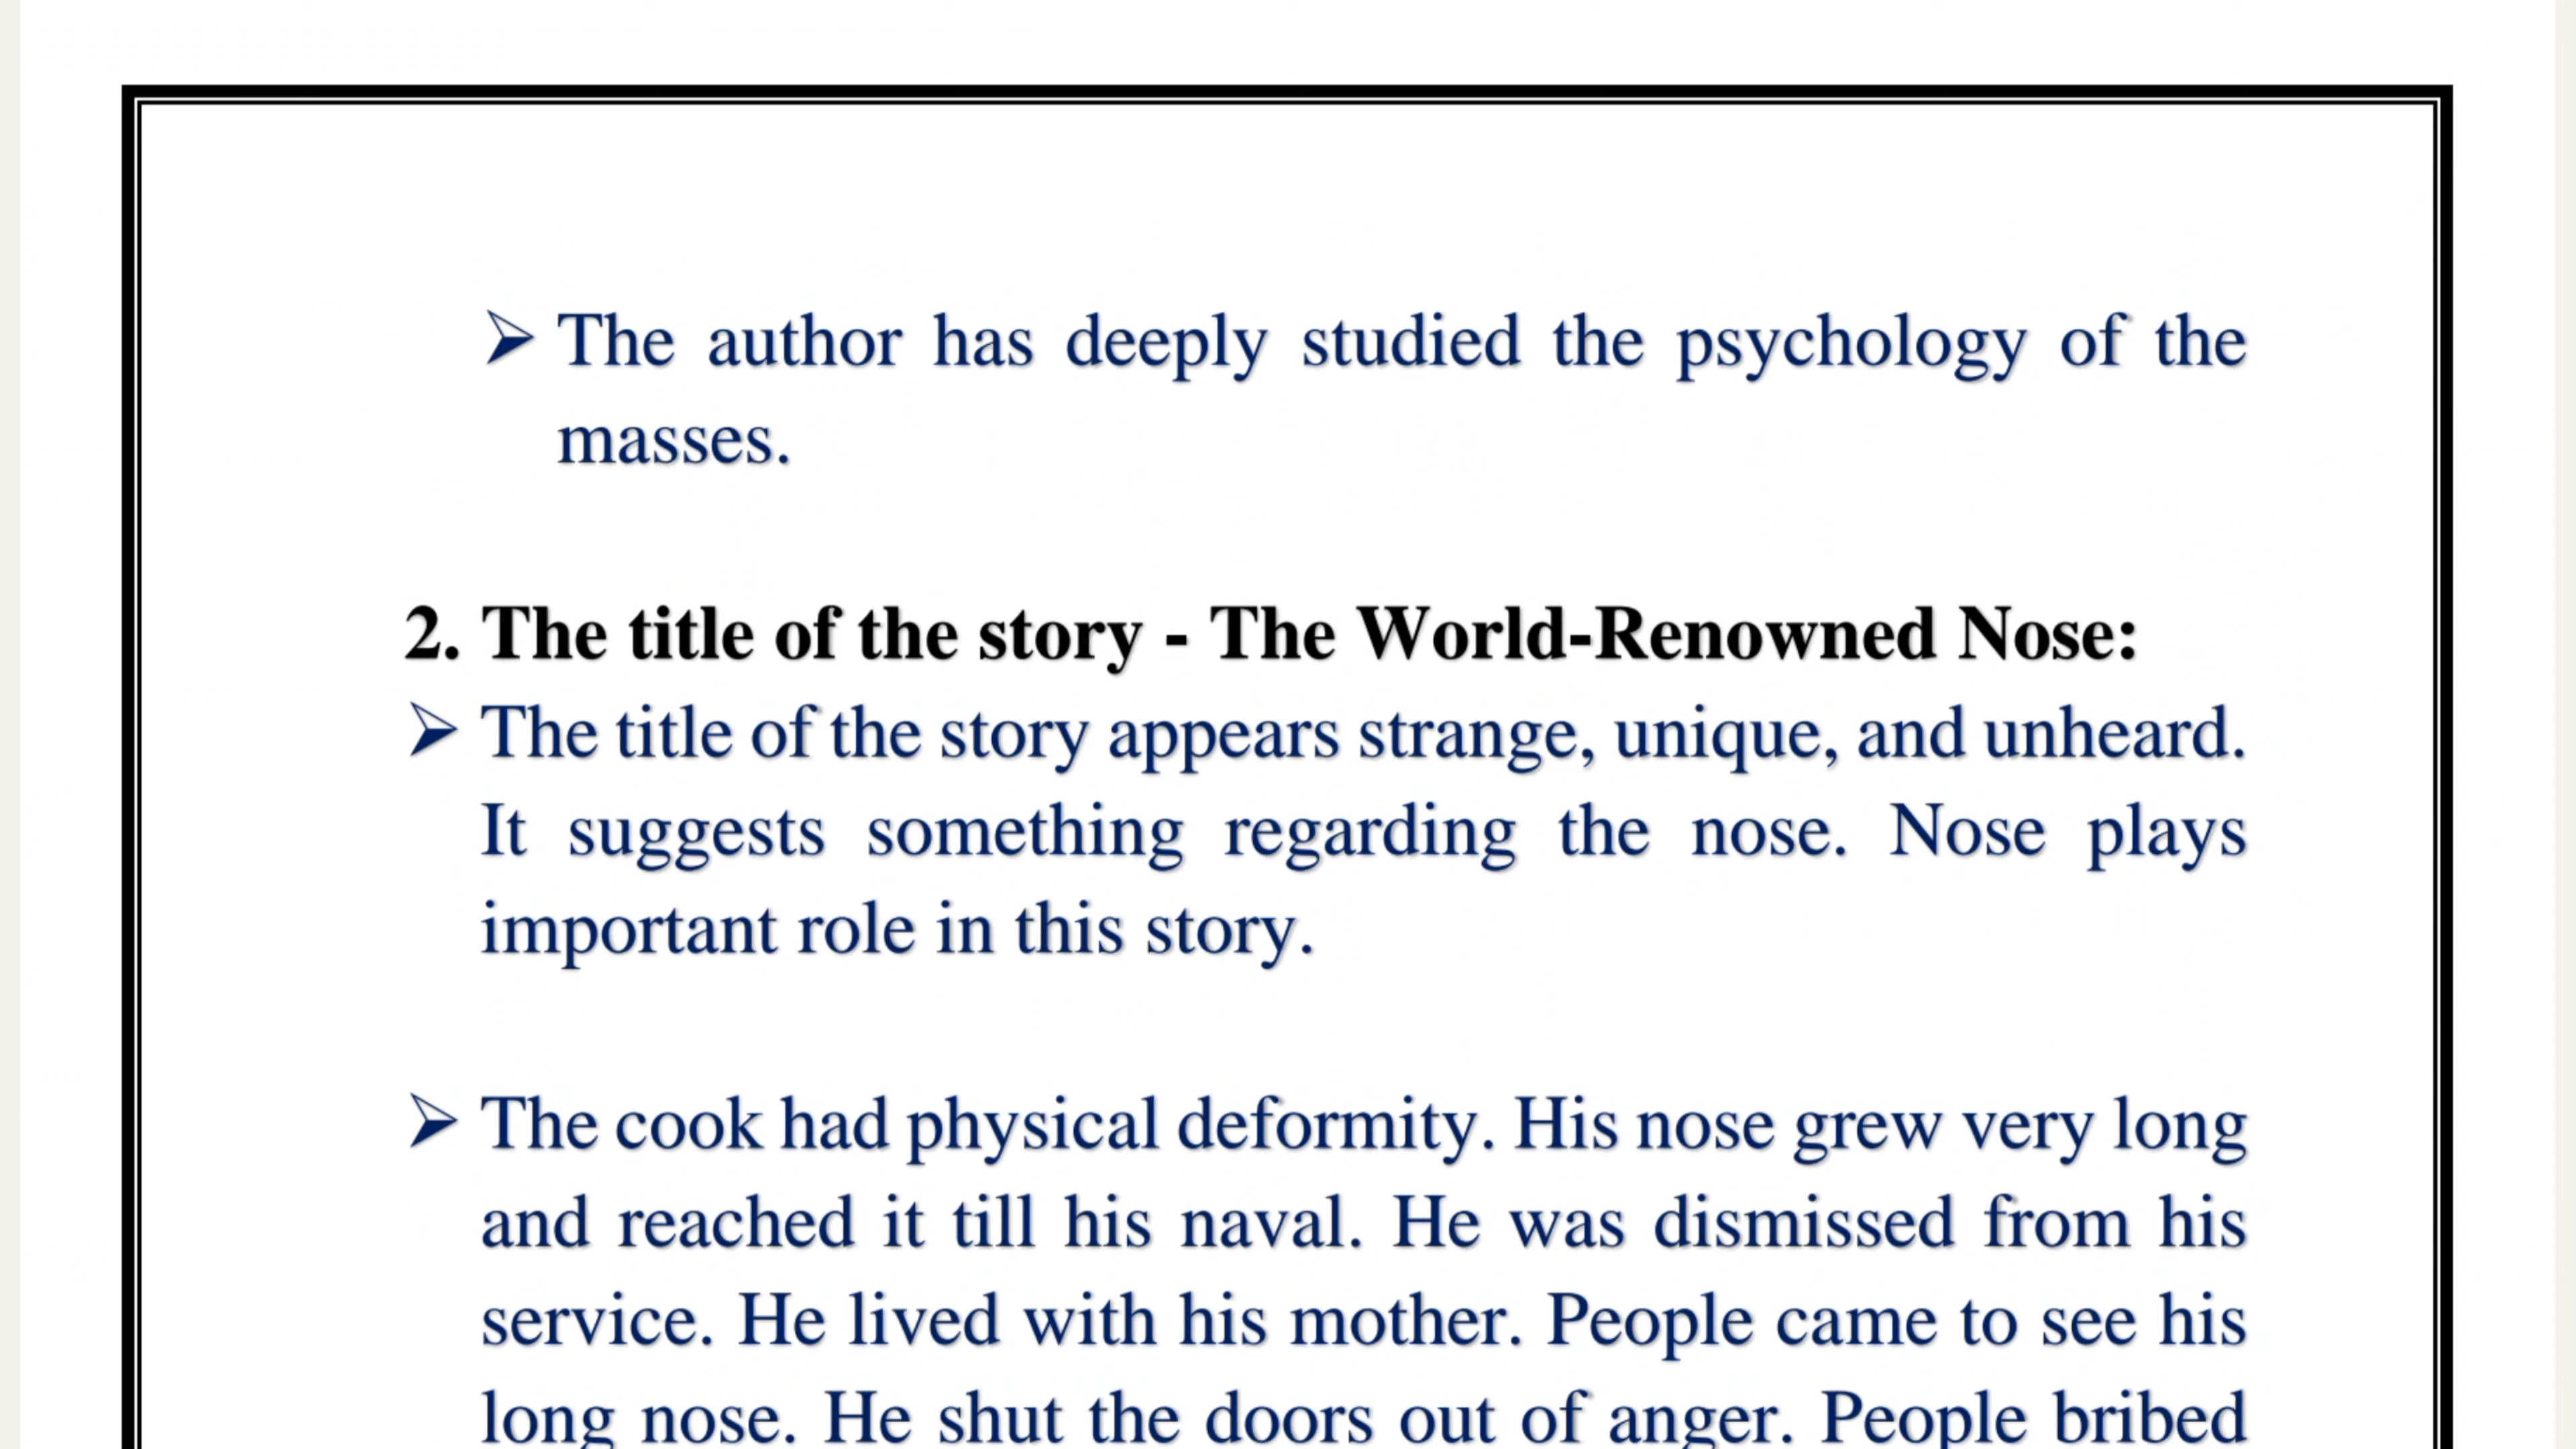 ➢ The author has deeply studied the psychology of the
masses.
2. The title of the story - The World-Renowned Nose:
➢ The title of the story appears strange, unique, and unheard.
It suggests something regarding the nose. Nose plays
important role in this story.
➢ The cook had physical deformity. His nose grew very long
and reached it till his naval. He was dismissed from his
service. He lived with his mother. People came to see his
long nose. He shut the doors out of anger. People bribed